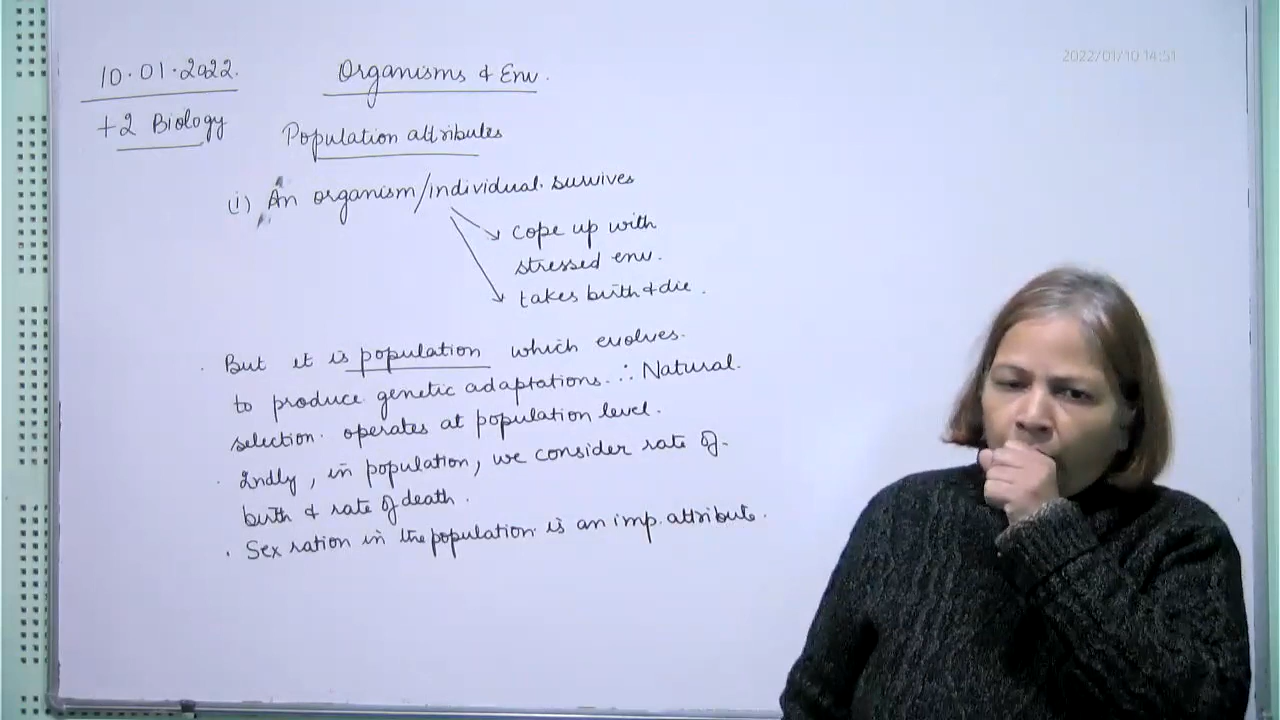 2022/01/10 14:51
10.01.2022.
Organisms & Env.
+2 Biology
Population attributes
(i) An organism/individual survives
cope up with
stressed env.
takes birth & die.
But it is population which evolves.
to produce genetic adaptations. ∴ Natural.
selection. operates at population level.
2ndly, in population, we consider rate of
birth & rate of death.
Sex ration in the population is an imp. attribute.